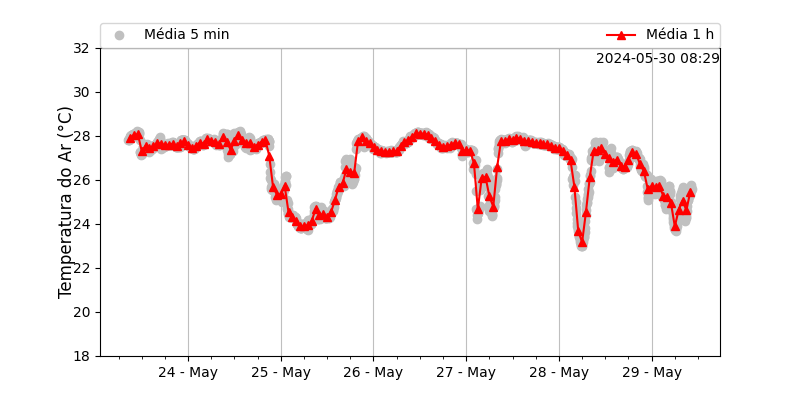 Média 5 min
Média 1 h
2024-05-30 08:29
Temperatura do Ar (°C)
32
30
28
26
24
22
20
18
24 - May
25 - May
26 - May
27 - May
28 - May
29 - May